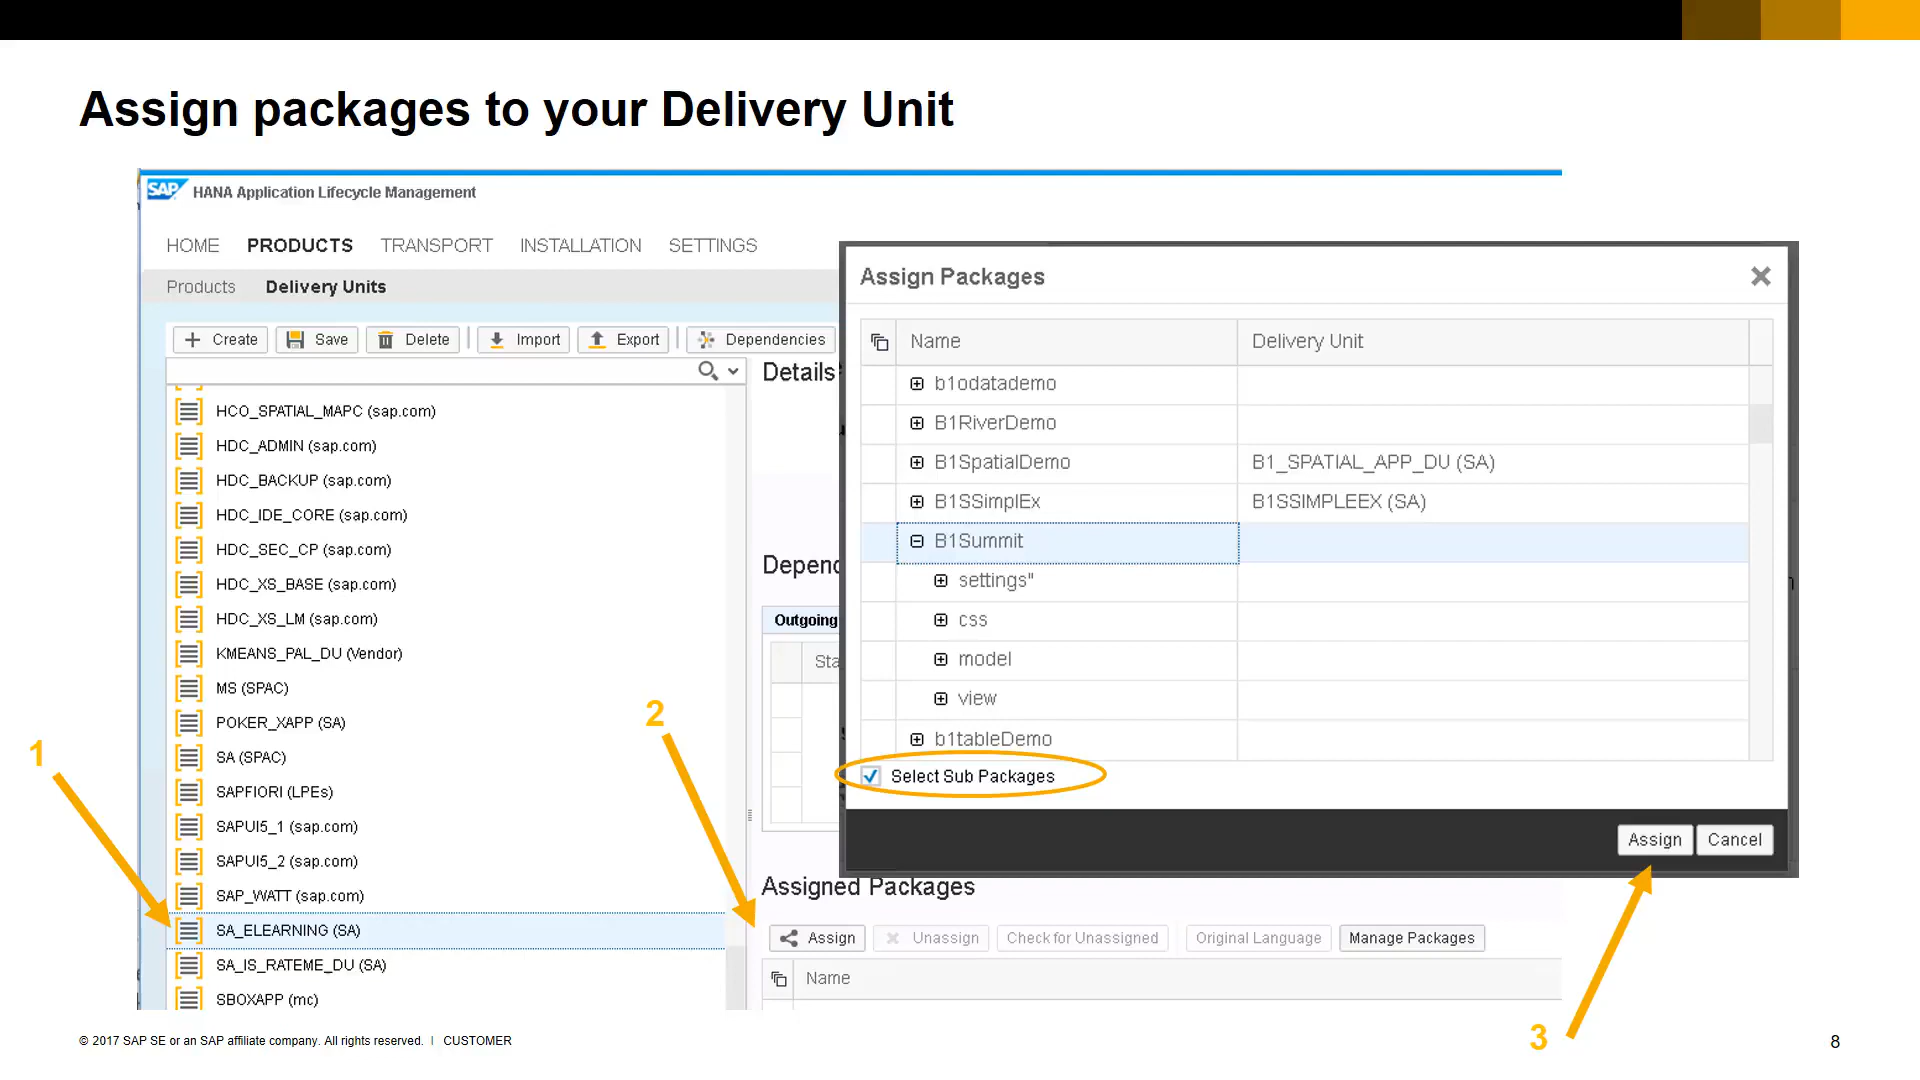 Assign packages to your Delivery Unit
SAP HANA Application Lifecycle Management
HOME PRODUCTS TRANSPORT INSTALLATION SETTINGS
Products Delivery Units
Create Save Delete Import Export Dependencies
HCO_SPATIAL_MAPC (sap.com)
HDC_ADMIN (sap.com)
HDC_BACKUP (sap.com)
HDC_IDE_CORE (sap.com)
HDC_SEC_CP (sap.com)
HDC_XS_BASE (sap.com)
HDC_XS_LM (sap.com)
KMEANS_PAL_DU (Vendor)
MS (SPAC)
POKER_XAPP (SA)
SA (SPAC)
SAPFIORI (LPEs)
SAPUI5_1 (sap.com)
SAPUI5_2 (sap.com)
SAP_WATT (sap.com)
SA_ELEARNING (SA)
SA_IS_RATEME_DU (SA)
SBOXAPP (mc)
1
2
Details
Depend
Outgoing
Sta
Assign Packages
Name Delivery Unit
b1odatademo
B1RiverDemo
B1SpatialDemo B1_SPATIAL_APP_DU (SA)
B1SSimplEx B1SSIMPLEEX (SA)
B1Summit
settings"
css
model
view
b1tableDemo
Select Sub Packages
Assign Cancel
Assigned Packages
Assign Unassign Check for Unassigned Original Language Manage Packages
Name
3
© 2017 SAP SE or an SAP affiliate company. All rights reserved. | CUSTOMER
8